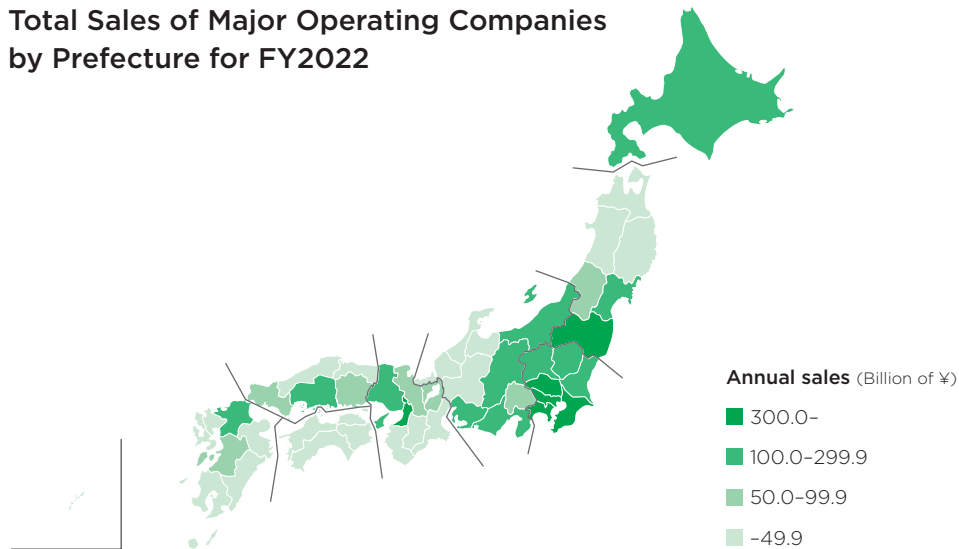 Total Sales of Major Operating Companies
by Prefecture for FY2022
Annual sales (Billion of ¥)
300.0–
100.0–299.9
50.0–99.9
–49.9